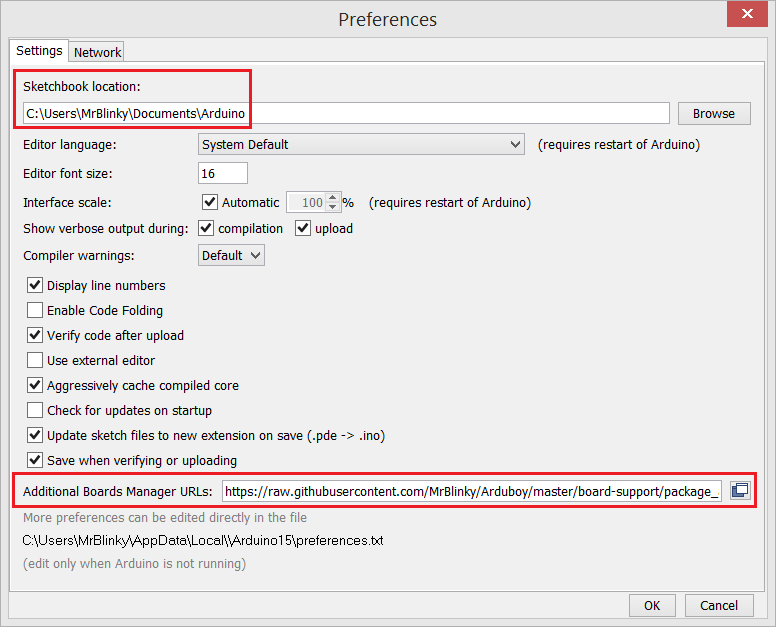 Preferences
Settings Network
Sketchbook location:
C:\Users\MrBlinky\Documents\Arduino Browse
Editor language: System Default (requires restart of Arduino)
Editor font size: 16
Interface scale: Automatic 100 % (requires restart of Arduino)
Show verbose output during: compilation upload
Compiler warnings: Default
Display line numbers
Enable Code Folding
Verify code after upload
Use external editor
Aggressively cache compiled core
Check for updates on startup
Update sketch files to new extension on save (.pde -> .ino)
Save when verifying or uploading
Additional Boards Manager URLs: https://raw.githubusercontent.com/MrBlinky/Arduboy/master/board-support/package_
More preferences can be edited directly in the file
C:\Users\MrBlinky\AppData\Local\\Arduino15\preferences.txt
(edit only when Arduino is not running)
OK Cancel